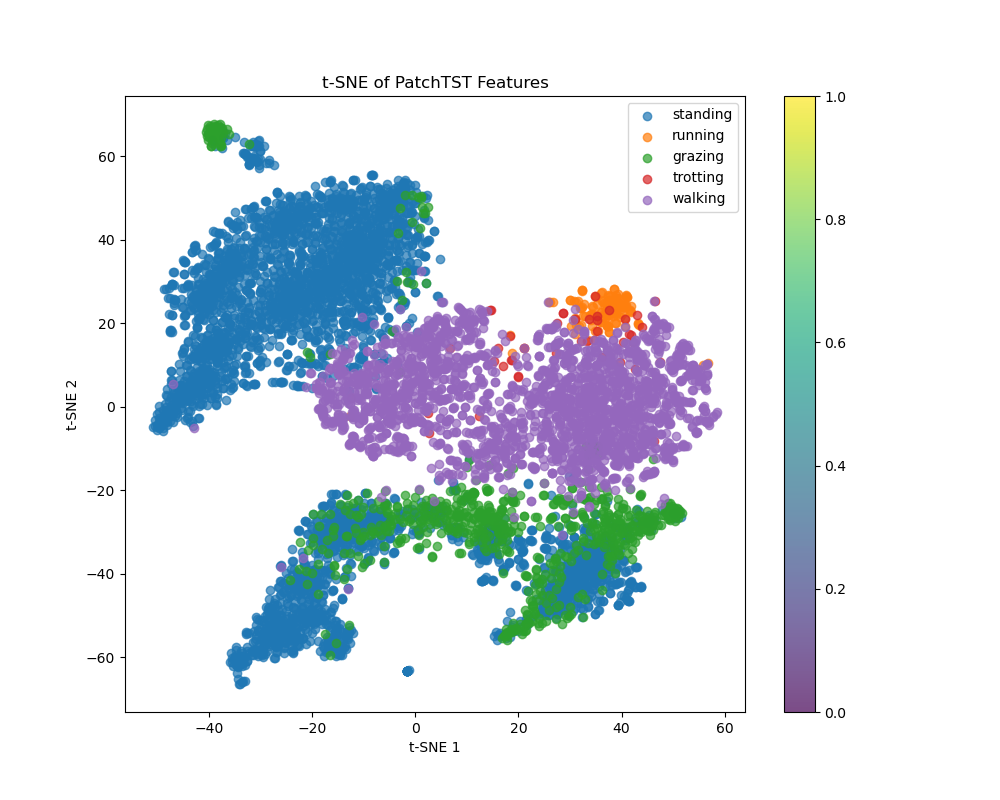 t-SNE of PatchTST Features
standing
running
grazing
trotting
walking
60
40
20
0
−20
−40
−60
t-SNE 2
−40
−20
0
20
40
60
t-SNE 1
1.0
0.8
0.6
0.4
0.2
0.0